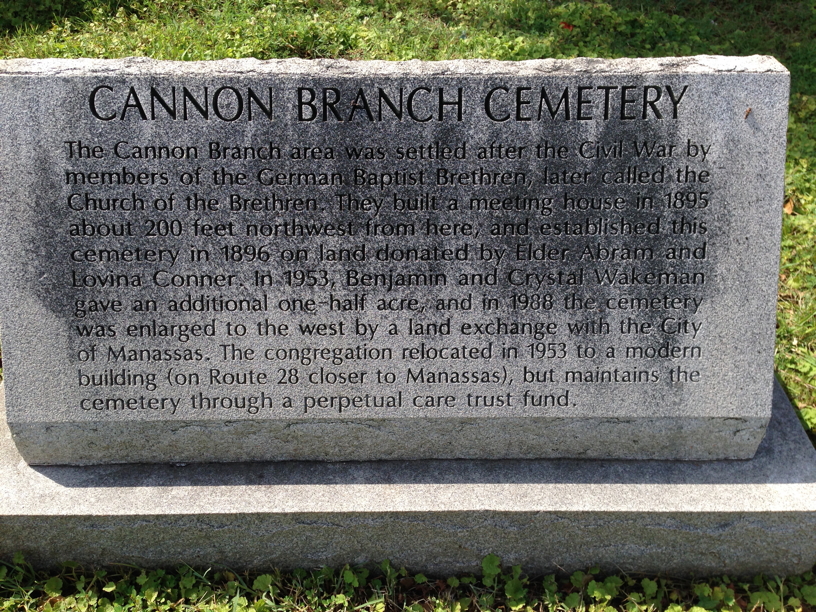 CANNON BRANCH CEMETERY
The Cannon Branch area was settled after the Civil War by
members of the German Baptist Brethren, later called the
Church of the Brethren. They built a meeting house in 1895
about 200 feet northwest from here, and established this
cemetery in 1896 on land donated by Elder Abram and
Lovina Conner. In 1953, Benjamin and Crystal Wakeman
gave an additional one-half acre, and in 1988 the cemetery
was enlarged to the west by a land exchange with the City
of Manassas. The congregation relocated in 1953 to a modern
building (on Route 28 closer to Manassas), but maintains the
cemetery through a perpetual care trust fund.